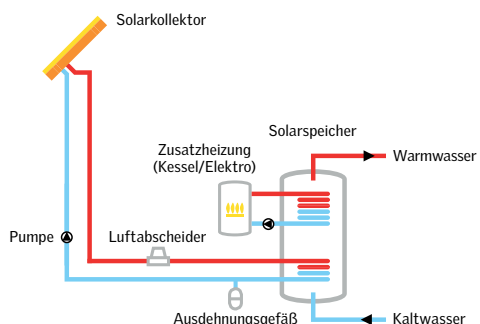 Solarkollektor
Solarspeicher
Zusatzheizung
(Kessel/Elektro)
Warmwasser
Pumpe
Luftabscheider
Ausdehnungsgefäß
Kaltwasser